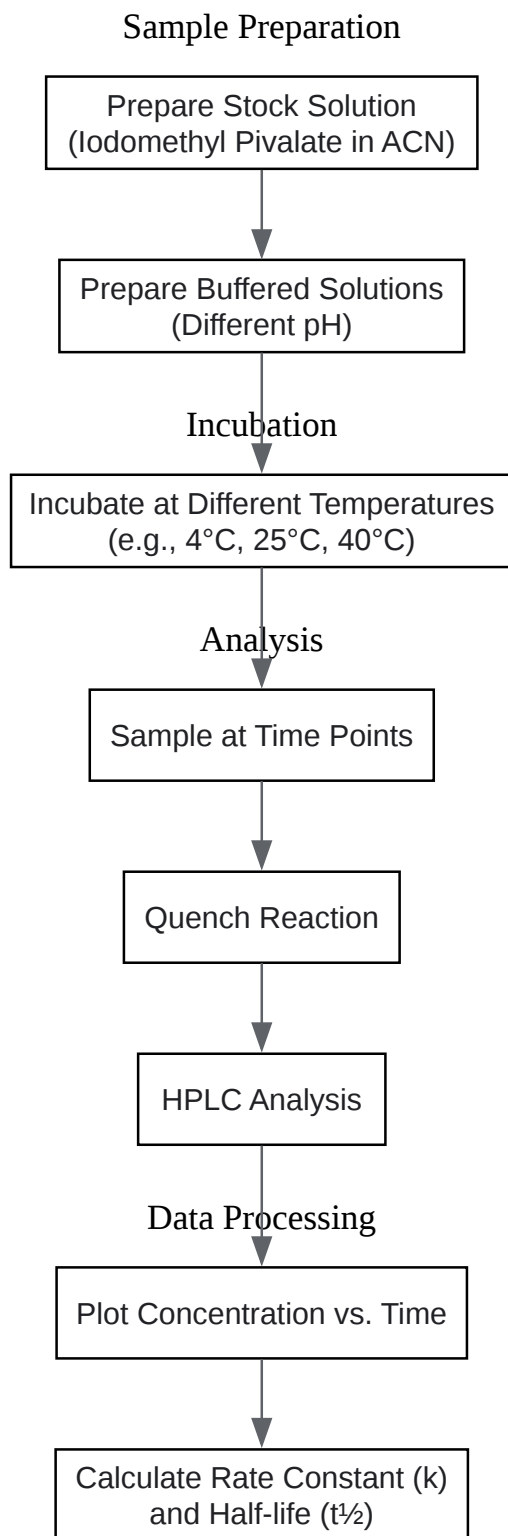 Sample Preparation
Prepare Stock Solution
(Iodomethyl Pivalate in ACN)
Prepare Buffered Solutions
(Different pH)
Incubation
Incubate at Different Temperatures
(e.g., 4°C, 25°C, 40°C)
Analysis
Sample at Time Points
Quench Reaction
HPLC Analysis
Data Processing
Plot Concentration vs. Time
Calculate Rate Constant (k)
and Half-life (t½)